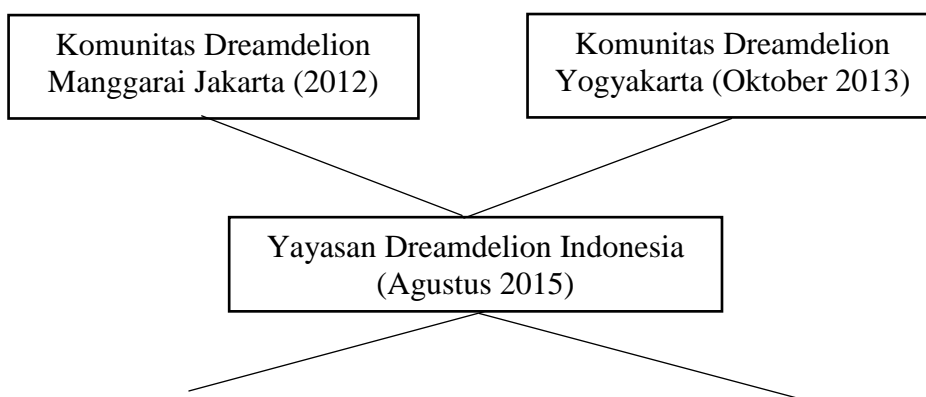 Komunitas Dreamdelion
Manggarai Jakarta (2012)
Komunitas Dreamdelion
Yogyakarta (Oktober 2013)
Yayasan Dreamdelion Indonesia
(Agustus 2015)